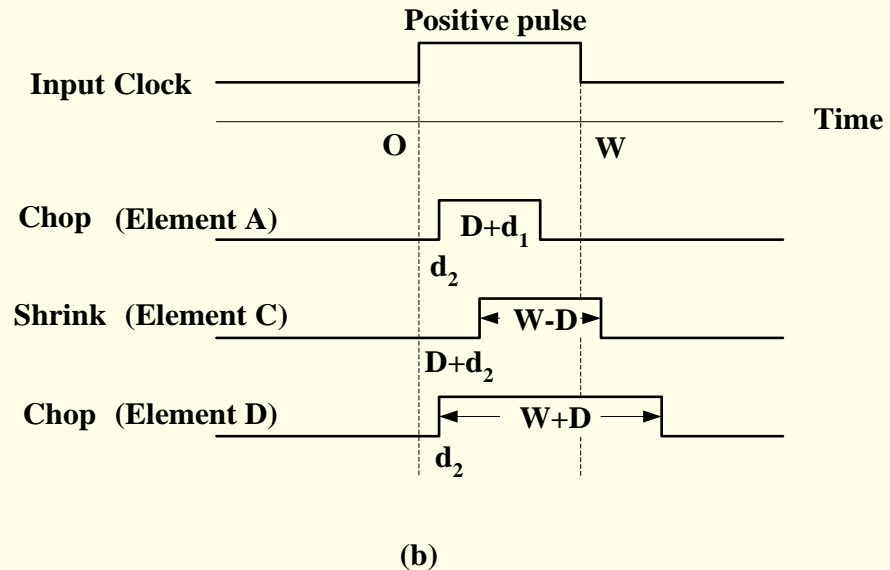 Positive pulse
Input Clock
Time
O W
Chop (Element A) D+d₁
d₂
Shrink (Element C) W-D
D+d₂
Chop (Element D) W+D
d₂
(b)